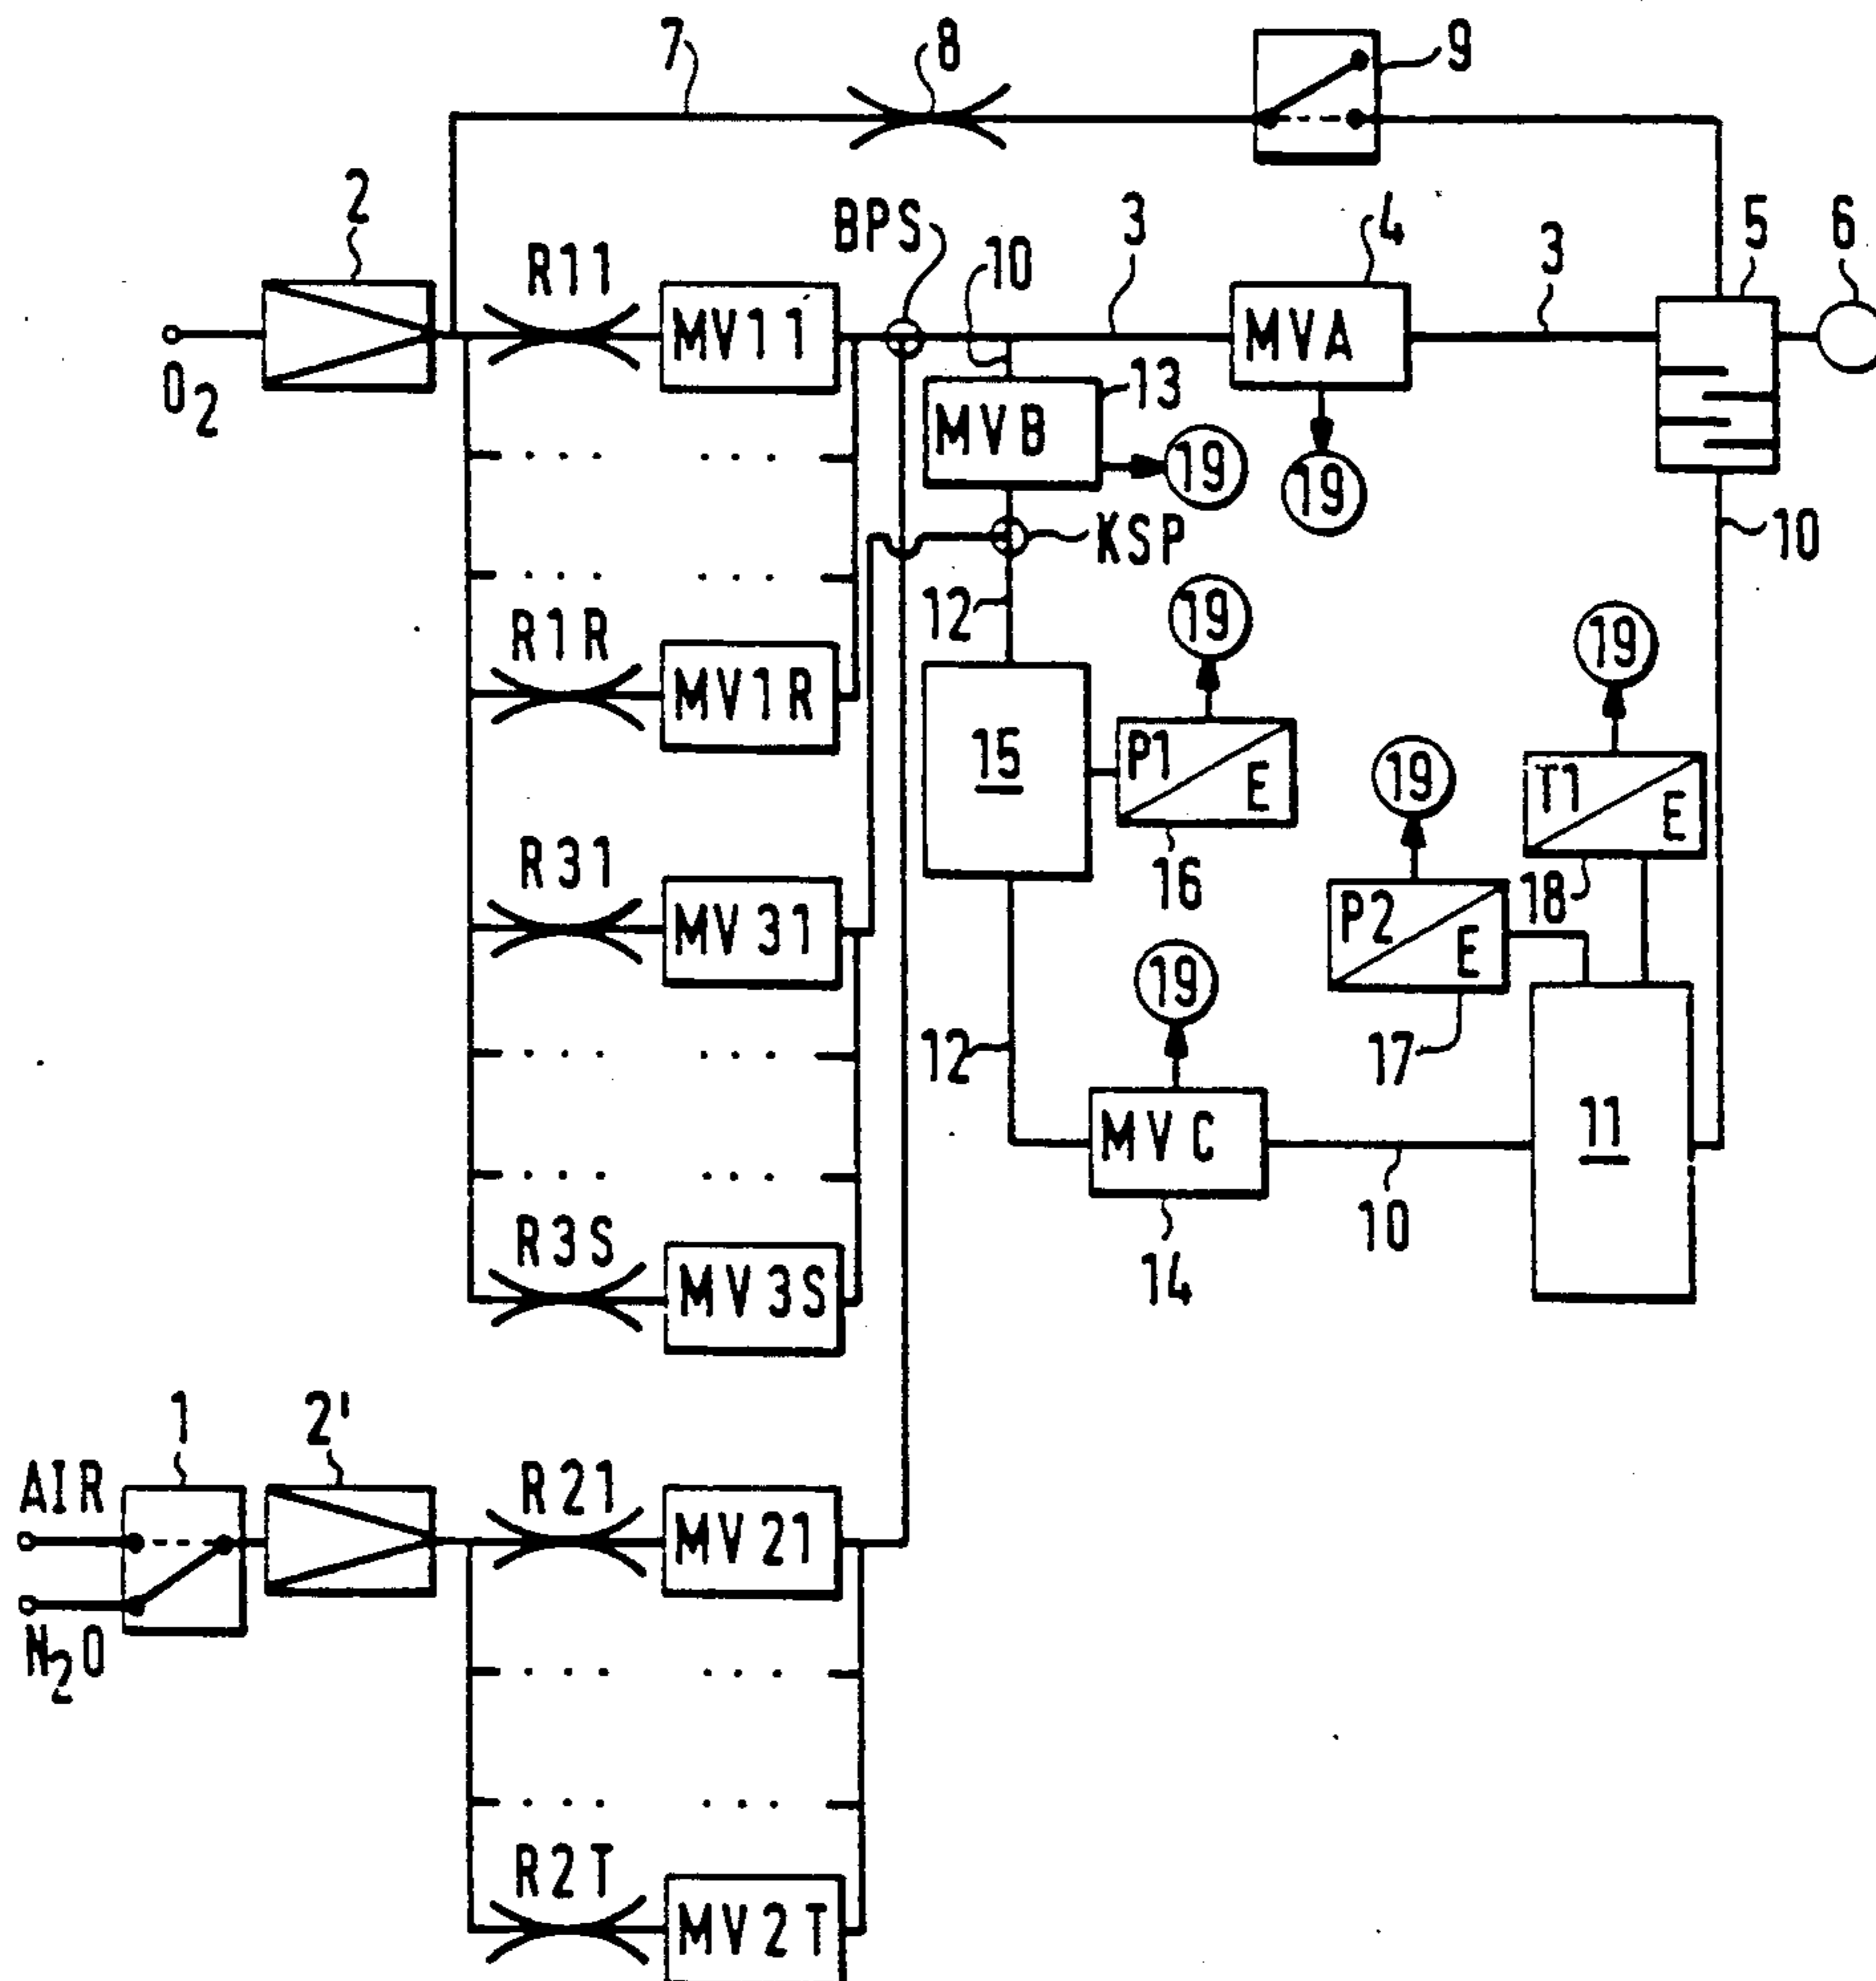 7
8
9
2
BPS
10
3
4
3
5
6
R11
MV11
MVA
O2
MVB
13
19
19
KSP
10
12
19
19
R1R
MV1R
15
P1
E
19
T1
E
16
R31
MV31
P2
E
18
19
12
17
11
MVC
R3S
MV3S
14
10
1
2'
AIR
R21
MV21
N2O
R2T
MV2T